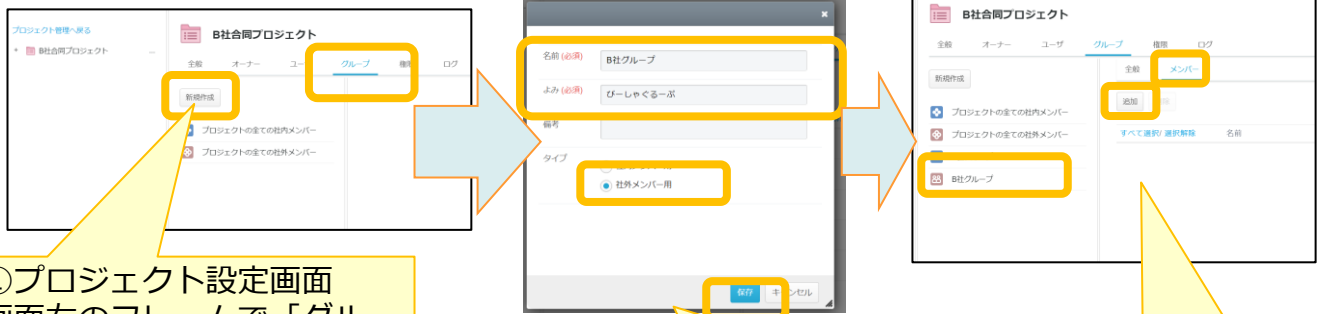 プロジェクト管理へ戻る
B社合同プロジェクト
B社合同プロジェクト
全般 オーナー ユー グループ 権限 ログ
新規作成
プロジェクトの全ての社内メンバー
プロジェクトの全ての社外メンバー
×
名前 (必須) B社グループ
よみ (必須) びーしゃぐるーぷ
備考
タイプ
社外メンバー用
保存 キャンセル
B社合同プロジェクト
全般 オーナー ユーザ グループ 権限 ログ
新規作成
プロジェクトの全ての社内メンバー
プロジェクトの全ての社外メンバー
B社グループ
全般 メンバー
追加
すべて選択/ 選択解除 名前
プロジェクト設定画面